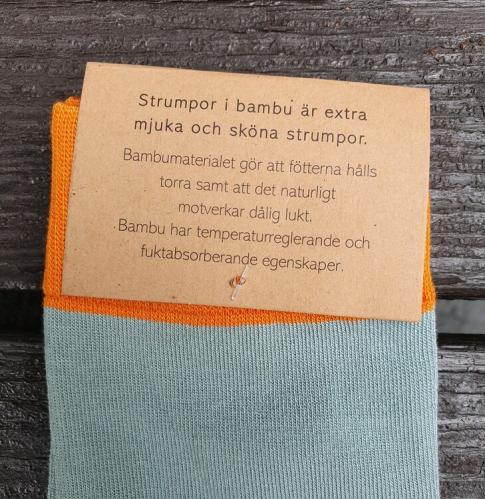 Strumpor i bambu är extra
mjuka och sköna strumpor.
Bambumaterialet gör att fötterna hålls
torra samt att det naturligt
motverkar dålig lukt.
Bambu har temperaturreglerande och
fuktabsorberande egenskaper.